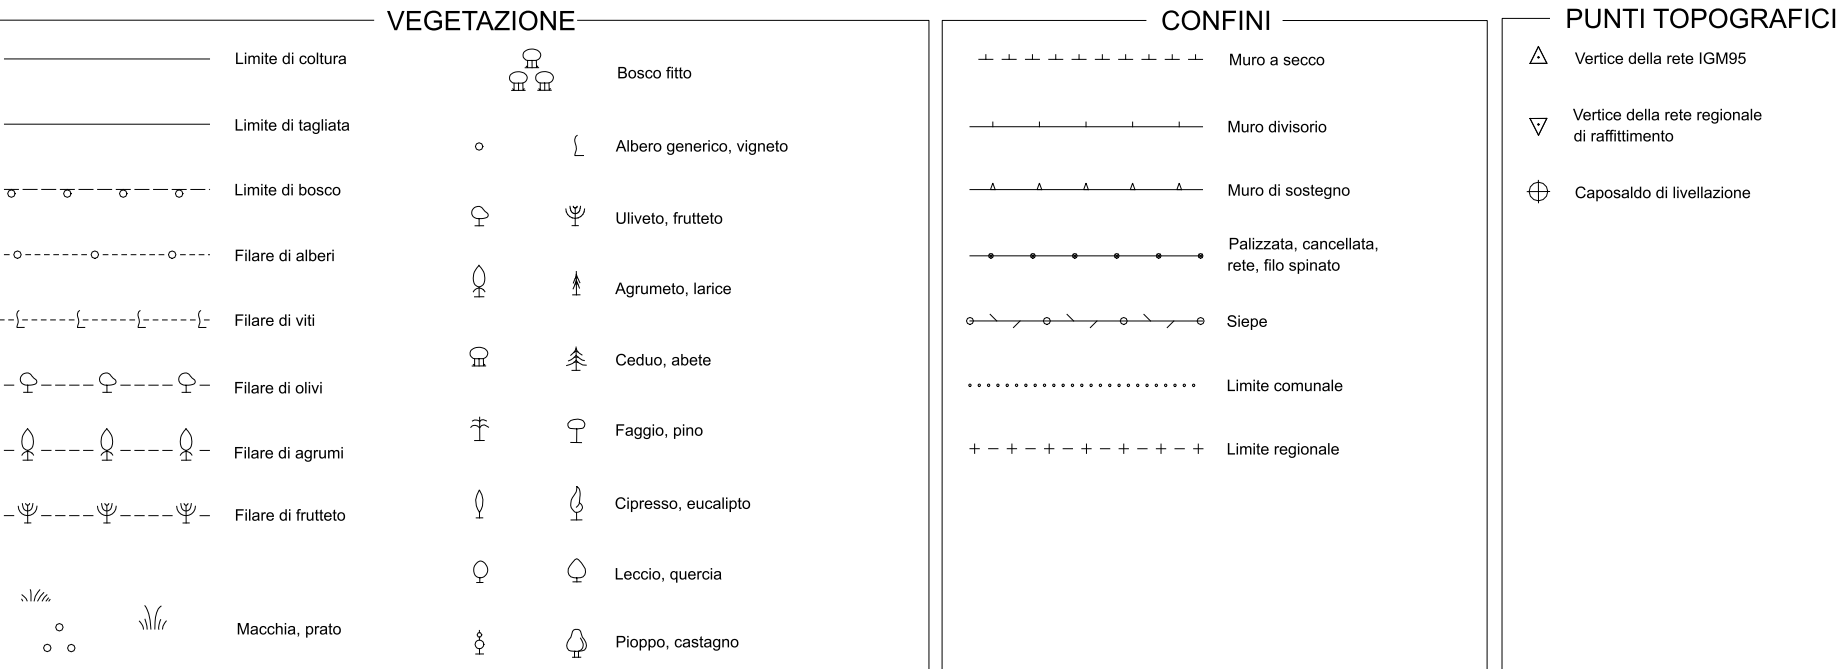 VEGETAZIONE
Limite di coltura
Limite di tagliata
Limite di bosco
Filare di alberi
Filare di viti
Filare di olivi
Filare di agrumi
Filare di frutteto
Macchia, prato
Bosco fitto
Albero generico, vigneto
Uliveto, frutteto
Agrumeto, larice
Ceduo, abete
Faggio, pino
Cipresso, eucalipto
Leccio, quercia
Pioppo, castagno
CONFINI
Muro a secco
Muro divisorio
Muro di sostegno
Palizzata, cancellata,
rete, filo spinato
Siepe
Limite comunale
Limite regionale
PUNTI TOPOGRAFICI
Vertice della rete IGM95
Vertice della rete regionale
di raffittimento
Caposaldo di livellazione